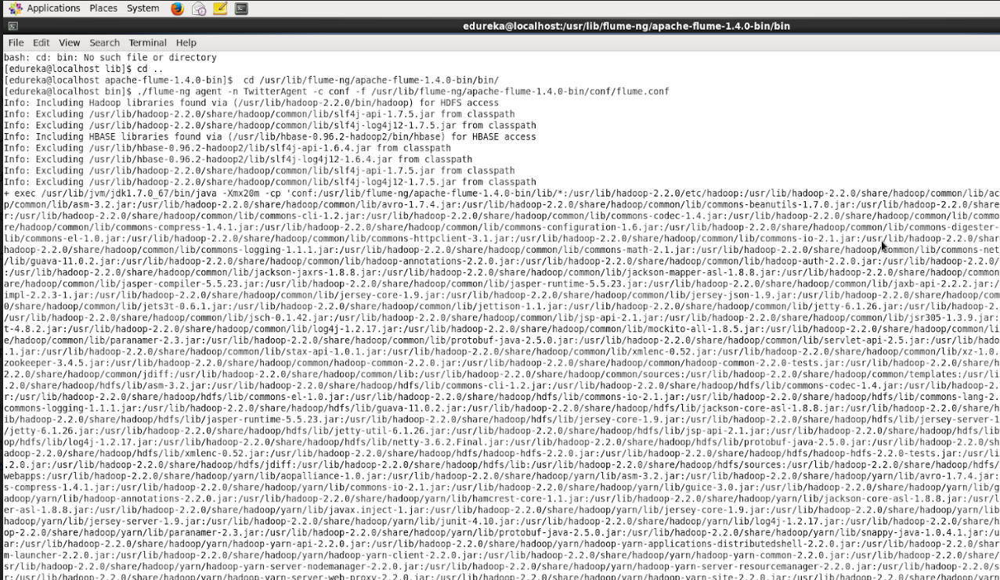 Applications Places System
edureka@localhost:/usr/lib/flume-ng/apache-flume-1.4.0-bin/bin
File Edit View Search Terminal Help
bash: cd: bin: No such file or directory
[edureka@localhost lib]$ cd ..
[edureka@localhost apache-flume-1.4.0-bin]$  cd /usr/lib/flume-ng/apache-flume-1.4.0-bin/bin/
[edureka@localhost bin]$ ./flume-ng agent -n TwitterAgent -c conf -f /usr/lib/flume-ng/apache-flume-1.4.0-bin/conf/flume.conf
Info: Including Hadoop libraries found via (/usr/lib/hadoop-2.2.0/bin/hadoop) for HDFS access
Info: Excluding /usr/lib/hadoop-2.2.0/share/hadoop/common/lib/slf4j-api-1.7.5.jar from classpath
Info: Excluding /usr/lib/hadoop-2.2.0/share/hadoop/common/lib/slf4j-log4j12-1.7.5.jar from classpath
Info: Including HBASE libraries found via (/usr/lib/hbase-0.96.2-hadoop2/bin/hbase) for HBASE access
Info: Excluding /usr/lib/hbase-0.96.2-hadoop2/lib/slf4j-api-1.6.4.jar from classpath
Info: Excluding /usr/lib/hbase-0.96.2-hadoop2/lib/slf4j-log4j12-1.6.4.jar from classpath
Info: Excluding /usr/lib/hadoop-2.2.0/share/hadoop/common/lib/slf4j-api-1.7.5.jar from classpath
Info: Excluding /usr/lib/hadoop-2.2.0/share/hadoop/common/lib/slf4j-log4j12-1.7.5.jar from classpath
+ exec /usr/lib/jvm/jdk1.7.0_67/bin/java -Xmx20m -cp 'conf:/usr/lib/flume-ng/apache-flume-1.4.0-bin/lib/*:/usr/lib/hadoop-2.2.0/etc/hadoop:/usr/lib/hadoop-2.2.0/share/hadoop/common/lib/ac
p/common/lib/asm-3.2.jar:/usr/lib/hadoop-2.2.0/share/hadoop/common/lib/avro-1.7.4.jar:/usr/lib/hadoop-2.2.0/share/hadoop/common/lib/commons-beanutils-1.7.0.jar:/usr/lib/hadoop-2.2.0/share
r:/usr/lib/hadoop-2.2.0/share/hadoop/common/lib/commons-cli-1.2.jar:/usr/lib/hadoop-2.2.0/share/hadoop/common/lib/commons-codec-1.4.jar:/usr/lib/hadoop-2.2.0/share/hadoop/common/lib/commo
re/hadoop/common/lib/commons-compress-1.4.1.jar:/usr/lib/hadoop-2.2.0/share/hadoop/common/lib/commons-configuration-1.6.jar:/usr/lib/hadoop-2.2.0/share/hadoop/common/lib/commons-digester-
lib/commons-el-1.0.jar:/usr/lib/hadoop-2.2.0/share/hadoop/common/lib/commons-httpclient-3.1.jar:/usr/lib/hadoop-2.2.0/share/hadoop/common/lib/commons-io-2.1.jar:/usr/lib/hadoop-2.2.0/shar
hadoop-2.2.0/share/hadoop/common/lib/commons-logging-1.1.1.jar:/usr/lib/hadoop-2.2.0/share/hadoop/common/lib/commons-math-2.1.jar:/usr/lib/hadoop-2.2.0/share/hadoop/common/lib/commons-net
/lib/guava-11.0.2.jar:/usr/lib/hadoop-2.2.0/share/hadoop/common/lib/hadoop-annotations-2.2.0.jar:/usr/lib/hadoop-2.2.0/share/hadoop/common/lib/hadoop-auth-2.2.0.jar:/usr/lib/hadoop-2.2.0/
:/usr/lib/hadoop-2.2.0/share/hadoop/common/lib/jackson-jaxrs-1.8.8.jar:/usr/lib/hadoop-2.2.0/share/hadoop/common/lib/jackson-mapper-asl-1.8.8.jar:/usr/lib/hadoop-2.2.0/share/hadoop/common
are/hadoop/common/lib/jasper-compiler-5.5.23.jar:/usr/lib/hadoop-2.2.0/share/hadoop/common/lib/jasper-runtime-5.5.23.jar:/usr/lib/hadoop-2.2.0/share/hadoop/common/lib/jaxb-api-2.2.2.jar:/
impl-2.2.3-1.jar:/usr/lib/hadoop-2.2.0/share/hadoop/common/lib/jersey-core-1.9.jar:/usr/lib/hadoop-2.2.0/share/hadoop/common/lib/jersey-json-1.9.jar:/usr/lib/hadoop-2.2.0/share/hadoop/com
0/share/hadoop/common/lib/jets3t-0.6.1.jar:/usr/lib/hadoop-2.2.0/share/hadoop/common/lib/jettison-1.1.jar:/usr/lib/hadoop-2.2.0/share/hadoop/common/lib/jetty-6.1.26.jar:/usr/lib/hadoop-2.
/usr/lib/hadoop-2.2.0/share/hadoop/common/lib/jsch-0.1.42.jar:/usr/lib/hadoop-2.2.0/share/hadoop/common/lib/jsp-api-2.1.jar:/usr/lib/hadoop-2.2.0/share/hadoop/common/lib/jsr305-1.3.9.jar:
t-4.8.2.jar:/usr/lib/hadoop-2.2.0/share/hadoop/common/lib/log4j-1.2.17.jar:/usr/lib/hadoop-2.2.0/share/hadoop/common/lib/mockito-all-1.8.5.jar:/usr/lib/hadoop-2.2.0/share/hadoop/common/li
e/hadoop/common/lib/paranamer-2.3.jar:/usr/lib/hadoop-2.2.0/share/hadoop/common/lib/protobuf-java-2.5.0.jar:/usr/lib/hadoop-2.2.0/share/hadoop/common/lib/servlet-api-2.5.jar:/usr/lib/hado
.1.jar:/usr/lib/hadoop-2.2.0/share/hadoop/common/lib/stax-api-1.0.1.jar:/usr/lib/hadoop-2.2.0/share/hadoop/common/lib/xmlenc-0.52.jar:/usr/lib/hadoop-2.2.0/share/hadoop/common/lib/xz-1.0.
zookeeper-3.4.5.jar:/usr/lib/hadoop-2.2.0/share/hadoop/common/hadoop-common-2.2.0.jar:/usr/lib/hadoop-2.2.0/share/hadoop/common/hadoop-common-2.2.0-tests.jar:/usr/lib/hadoop-2.2.0/share/h
2.2.0/share/hadoop/common/jdiff:/usr/lib/hadoop-2.2.0/share/hadoop/common/lib:/usr/lib/hadoop-2.2.0/share/hadoop/common/sources:/usr/lib/hadoop-2.2.0/share/hadoop/common/templates:/usr/li
.2.0/share/hadoop/hdfs/lib/asm-3.2.jar:/usr/lib/hadoop-2.2.0/share/hadoop/hdfs/lib/commons-cli-1.2.jar:/usr/lib/hadoop-2.2.0/share/hadoop/hdfs/lib/commons-codec-1.4.jar:/usr/lib/hadoop-2.
r:/usr/lib/hadoop-2.2.0/share/hadoop/hdfs/lib/commons-el-1.0.jar:/usr/lib/hadoop-2.2.0/share/hadoop/hdfs/lib/commons-io-2.1.jar:/usr/lib/hadoop-2.2.0/share/hadoop/hdfs/lib/commons-lang-2.
commons-logging-1.1.1.jar:/usr/lib/hadoop-2.2.0/share/hadoop/hdfs/lib/guava-11.0.2.jar:/usr/lib/hadoop-2.2.0/share/hadoop/hdfs/lib/jackson-core-asl-1.8.8.jar:/usr/lib/hadoop-2.2.0/share/h
lib/hadoop-2.2.0/share/hadoop/hdfs/lib/jasper-runtime-5.5.23.jar:/usr/lib/hadoop-2.2.0/share/hadoop/hdfs/lib/jersey-core-1.9.jar:/usr/lib/hadoop-2.2.0/share/hadoop/hdfs/lib/jersey-server-1
/jetty-6.1.26.jar:/usr/lib/hadoop-2.2.0/share/hadoop/hdfs/lib/jetty-util-6.1.26.jar:/usr/lib/hadoop-2.2.0/share/hadoop/hdfs/lib/jsp-api-2.1.jar:/usr/lib/hadoop-2.2.0/share/hadoop/hdfs/lib
op/hdfs/lib/log4j-1.2.17.jar:/usr/lib/hadoop-2.2.0/share/hadoop/hdfs/lib/netty-3.6.2.Final.jar:/usr/lib/hadoop-2.2.0/share/hadoop/hdfs/lib/protobuf-java-2.5.0.jar:/usr/lib/hadoop-2.2.0/sh
adoop-2.2.0/share/hadoop/hdfs/lib/xmlenc-0.52.jar:/usr/lib/hadoop-2.2.0/share/hadoop/hdfs/hadoop-hdfs-2.2.0.jar:/usr/lib/hadoop-2.2.0/share/hadoop/hdfs/hadoop-hdfs-2.2.0-tests.jar:/usr/li
.2.0.jar:/usr/lib/hadoop-2.2.0/share/hadoop/hdfs/jdiff:/usr/lib/hadoop-2.2.0/share/hadoop/hdfs/lib:/usr/lib/hadoop-2.2.0/share/hadoop/hdfs/sources:/usr/lib/hadoop-2.2.0/share/hadoop/hdfs/
webapps:/usr/lib/hadoop-2.2.0/share/hadoop/yarn/lib/aopalliance-1.0.jar:/usr/lib/hadoop-2.2.0/share/hadoop/yarn/lib/asm-3.2.jar:/usr/lib/hadoop-2.2.0/share/hadoop/yarn/lib/avro-1.7.4.jar:
s-compress-1.4.1.jar:/usr/lib/hadoop-2.2.0/share/hadoop/yarn/lib/commons-io-2.1.jar:/usr/lib/hadoop-2.2.0/share/hadoop/yarn/lib/guice-3.0.jar:/usr/lib/hadoop-2.2.0/share/hadoop/yarn/lib/g
adoop/yarn/lib/hadoop-annotations-2.2.0.jar:/usr/lib/hadoop-2.2.0/share/hadoop/yarn/lib/hamcrest-core-1.1.jar:/usr/lib/hadoop-2.2.0/share/hadoop/yarn/lib/jackson-core-asl-1.8.8.jar:/usr/l
er-asl-1.8.8.jar:/usr/lib/hadoop-2.2.0/share/hadoop/yarn/lib/javax.inject-1.jar:/usr/lib/hadoop-2.2.0/share/hadoop/yarn/lib/jersey-core-1.9.jar:/usr/lib/hadoop-2.2.0/share/hadoop/yarn/lib
hadoop/yarn/lib/jersey-server-1.9.jar:/usr/lib/hadoop-2.2.0/share/hadoop/yarn/lib/junit-4.10.jar:/usr/lib/hadoop-2.2.0/share/hadoop/yarn/lib/log4j-1.2.17.jar:/usr/lib/hadoop-2.2.0/share/h
op-2.2.0/share/hadoop/yarn/lib/paranamer-2.3.jar:/usr/lib/hadoop-2.2.0/share/hadoop/yarn/lib/protobuf-java-2.5.0.jar:/usr/lib/hadoop-2.2.0/share/hadoop/yarn/lib/snappy-java-1.0.4.1.jar:/u
ar:/usr/lib/hadoop-2.2.0/share/hadoop/yarn/hadoop-yarn-api-2.2.0.jar:/usr/lib/hadoop-2.2.0/share/hadoop/yarn/hadoop-yarn-applications-distributedshell-2.2.0.jar:/usr/lib/hadoop-2.2.0/shar
m-launcher-2.2.0.jar:/usr/lib/hadoop-2.2.0/share/hadoop/yarn/hadoop-yarn-client-2.2.0.jar:/usr/lib/hadoop-2.2.0/share/hadoop/yarn/hadoop-yarn-common-2.2.0.jar:/usr/lib/hadoop-2.2.0/share/
sr/lib/hadoop-2.2.0/share/hadoop/yarn/hadoop-yarn-server-nodemanager-2.2.0.jar:/usr/lib/hadoop-2.2.0/share/hadoop/yarn/hadoop-yarn-server-resourcemanager-2.2.0.jar:/usr/lib/hadoop-2.2.0/s
r:/usr/lib/hadoop-2.2.0/share/hadoop/yarn/hadoop-yarn-server-web-proxy-2.2.0.jar:/usr/lib/hadoop-2.2.0/share/hadoop/yarn/hadoop-yarn-site-2.2.0.jar:/usr/lib/hadoop-2.2.0/share/hadoop/yarn